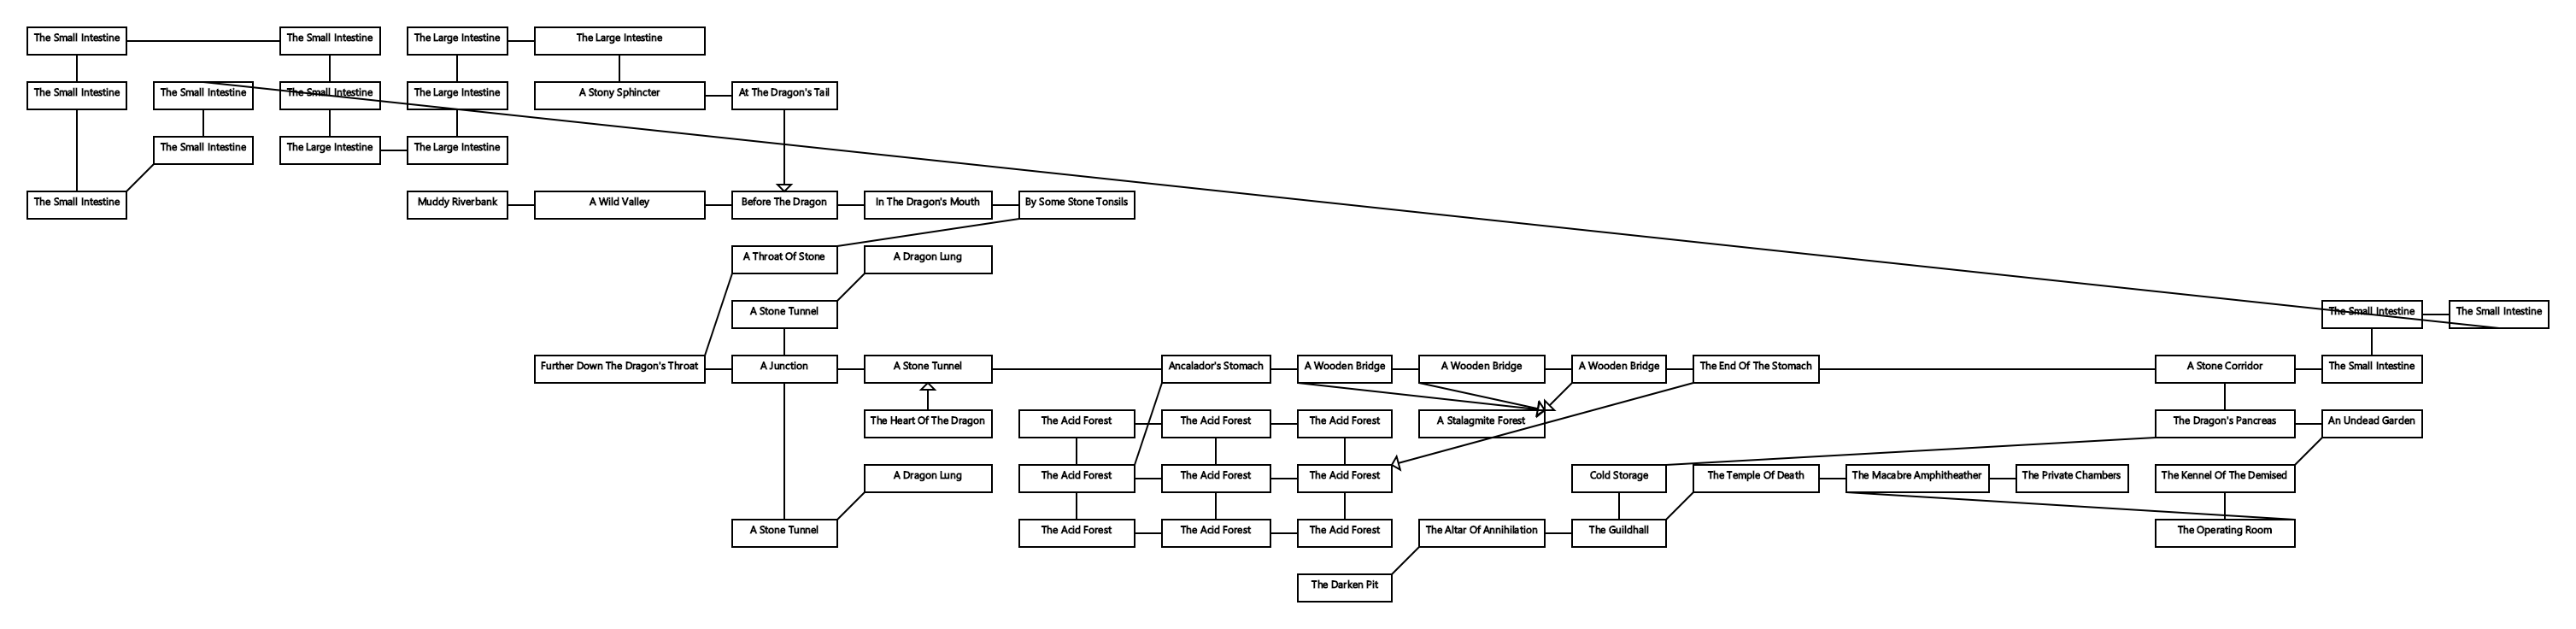 The Small Intestine
The Small Intestine
The Large Intestine
The Large Intestine
The Small Intestine
The Small Intestine
The Small Intestine
The Large Intestine
A Stony Sphincter
At The Dragon's Tail
The Small Intestine
The Large Intestine
The Large Intestine
The Small Intestine
Muddy Riverbank
A Wild Valley
Before The Dragon
In The Dragon's Mouth
By Some Stone Tonsils
A Throat Of Stone
A Dragon Lung
A Stone Tunnel
The Small Intestine
The Small Intestine
Further Down The Dragon's Throat
A Junction
A Stone Tunnel
Ancalador's Stomach
A Wooden Bridge
A Wooden Bridge
A Wooden Bridge
The End Of The Stomach
A Stone Corridor
The Small Intestine
The Heart Of The Dragon
The Acid Forest
The Acid Forest
The Acid Forest
A Stalagmite Forest
The Dragon's Pancreas
An Undead Garden
A Dragon Lung
The Acid Forest
The Acid Forest
The Acid Forest
Cold Storage
The Temple Of Death
The Macabre Amphitheather
The Private Chambers
The Kennel Of The Demised
A Stone Tunnel
The Acid Forest
The Acid Forest
The Acid Forest
The Altar Of Annihilation
The Guildhall
The Operating Room
The Darken Pit